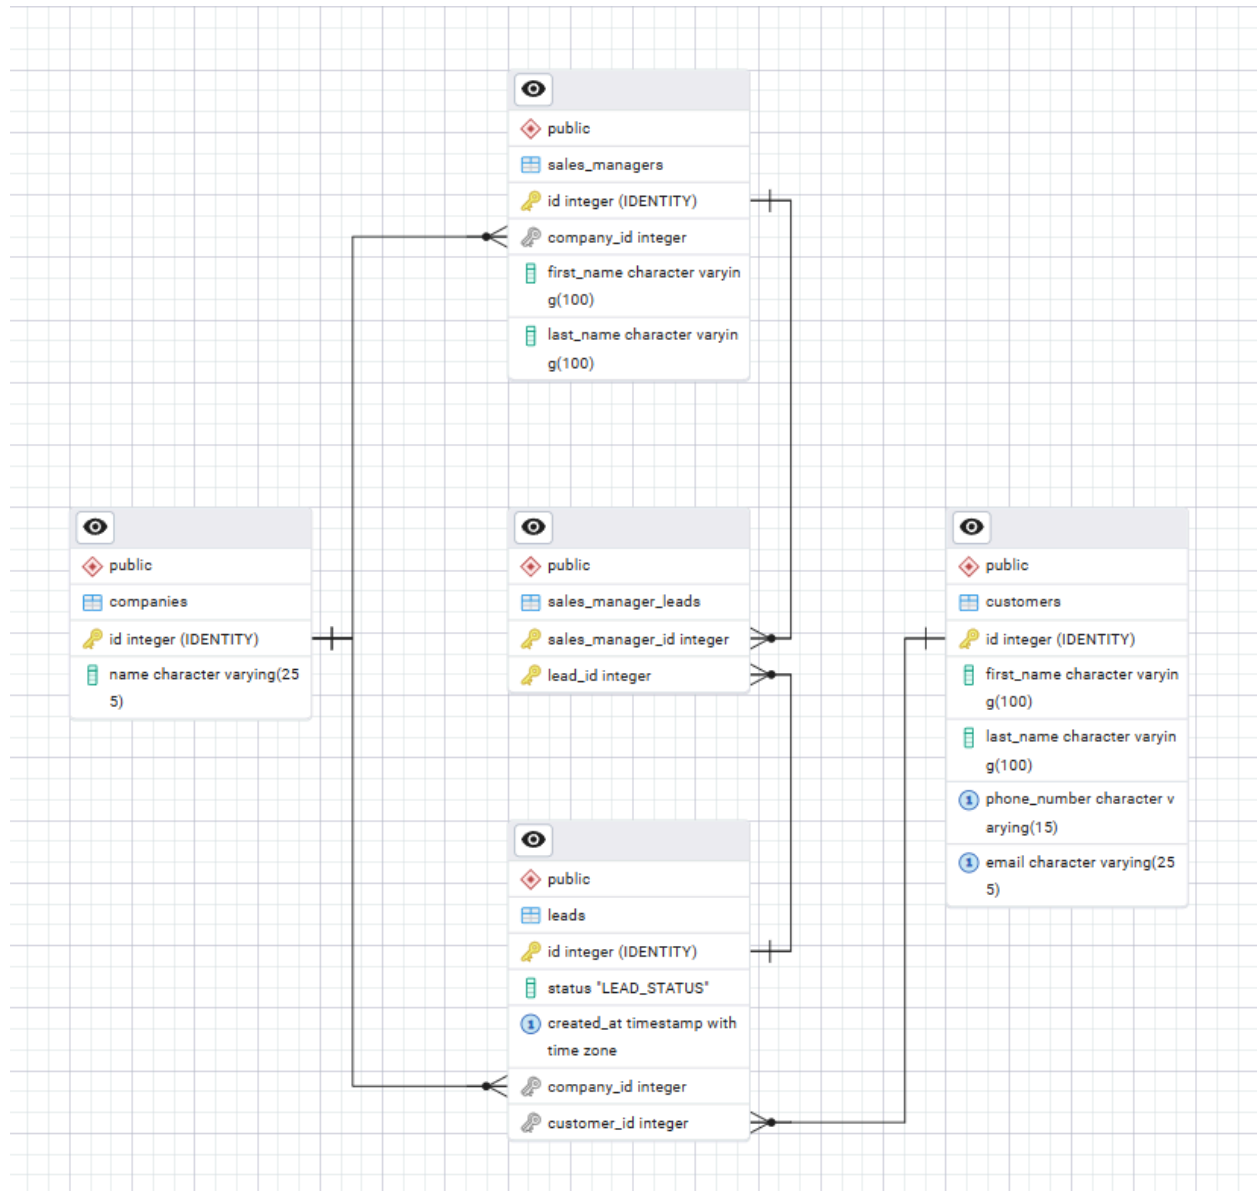 public
sales_managers
id integer (IDENTITY)
company_id integer
first_name character varyin
g(100)
last_name character varyin
g(100)
public
companies
id integer (IDENTITY)
name character varying(25
5)
public
sales_manager_leads
sales_manager_id integer
lead_id integer
public
customers
id integer (IDENTITY)
first_name character varyin
g(100)
last_name character varyin
g(100)
1 phone_number character v
arying(15)
1 email character varying(25
5)
public
leads
id integer (IDENTITY)
status "LEAD_STATUS"
1 created_at timestamp with
time zone
company_id integer
customer_id integer